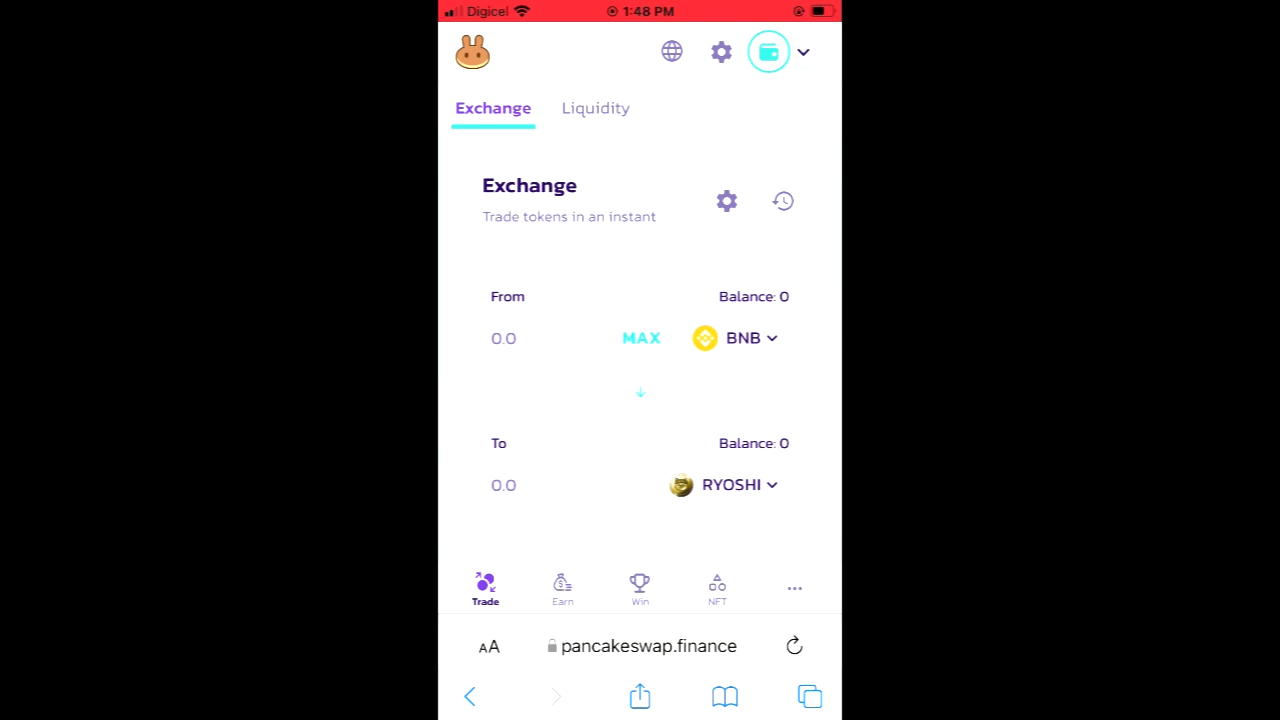 Digicel 1:48 PM
Exchange Liquidity
Exchange
Trade tokens in an instant
From Balance: 0
0.0 MAX BNB
To Balance: 0
0.0 RYOSHI
Trade Earn Win NFT
AA pancakeswap.finance